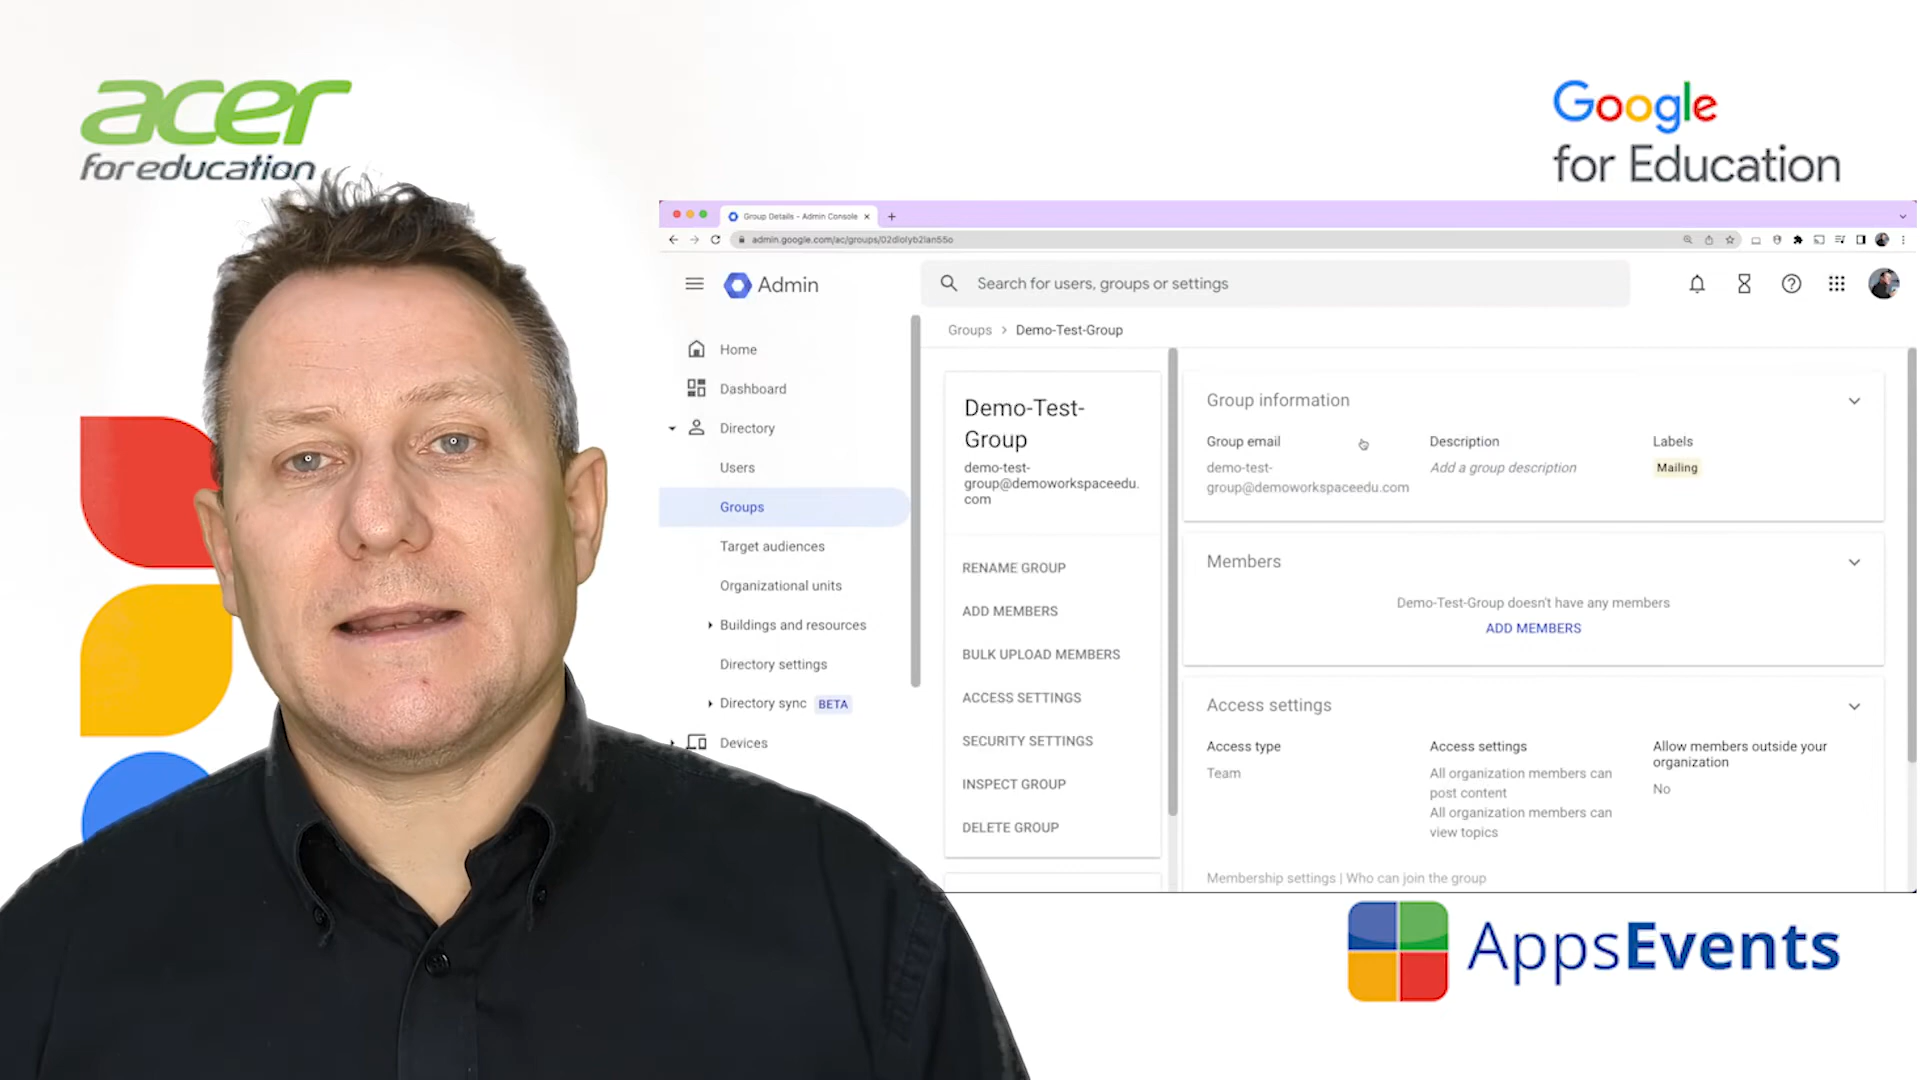 acer
for education
Google
for Education
Group Details - Admin Console
admin.google.com/ac/groups/02dloIyb2Ian55o
Admin
Search for users, groups or settings
Home
Dashboard
Directory
Users
Groups
Target audiences
Organizational units
Buildings and resources
Directory settings
Directory sync BETA
Devices
Groups > Demo-Test-Group
Demo-Test-
Group
demo-test-
group@demoworkspaceedu.
com
RENAME GROUP
ADD MEMBERS
BULK UPLOAD MEMBERS
ACCESS SETTINGS
SECURITY SETTINGS
INSPECT GROUP
DELETE GROUP
Group information
Group email
demo-test-
group@demoworkspaceedu.com
Description
Add a group description
Labels
Mailing
Members
Demo-Test-Group doesn't have any members
ADD MEMBERS
Access settings
Access type
Team
Access settings
All organization members can
post content
All organization members can
view topics
Allow members outside your
organization
No
Membership settings | Who can join the group
AppsEvents